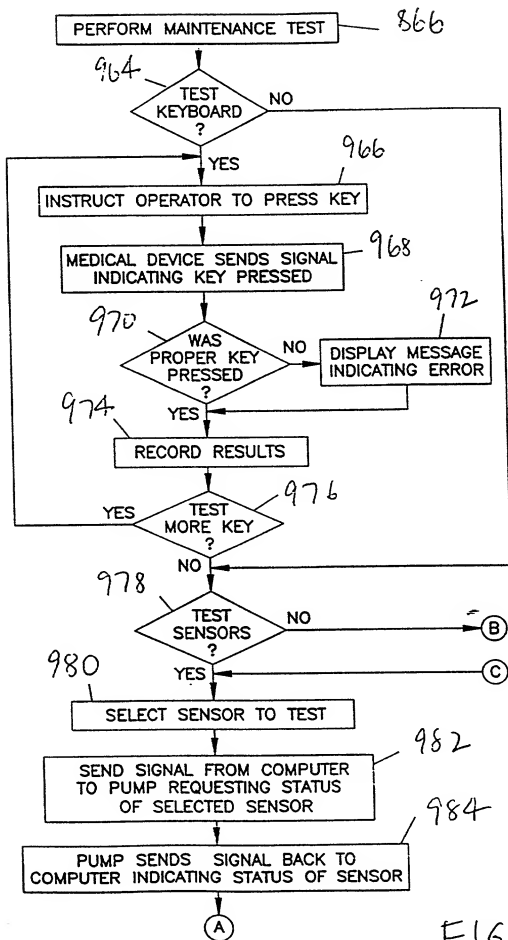 PERFORM MAINTENANCE TEST
866
964
TEST
KEYBOARD
?
NO
YES
966
INSTRUCT OPERATOR TO PRESS KEY
968
MEDICAL DEVICE SENDS SIGNAL
INDICATING KEY PRESSED
970
972
WAS
PROPER KEY
PRESSED
?
NO
DISPLAY MESSAGE
INDICATING ERROR
YES
974
RECORD RESULTS
976
YES
TEST
MORE KEY
?
NO
978
TEST
SENSORS
?
NO
B
YES
C
980
SELECT SENSOR TO TEST
982
SEND SIGNAL FROM COMPUTER
TO PUMP REQUESTING STATUS
OF SELECTED SENSOR
984
PUMP SENDS SIGNAL BACK TO
COMPUTER INDICATING STATUS OF SENSOR
A